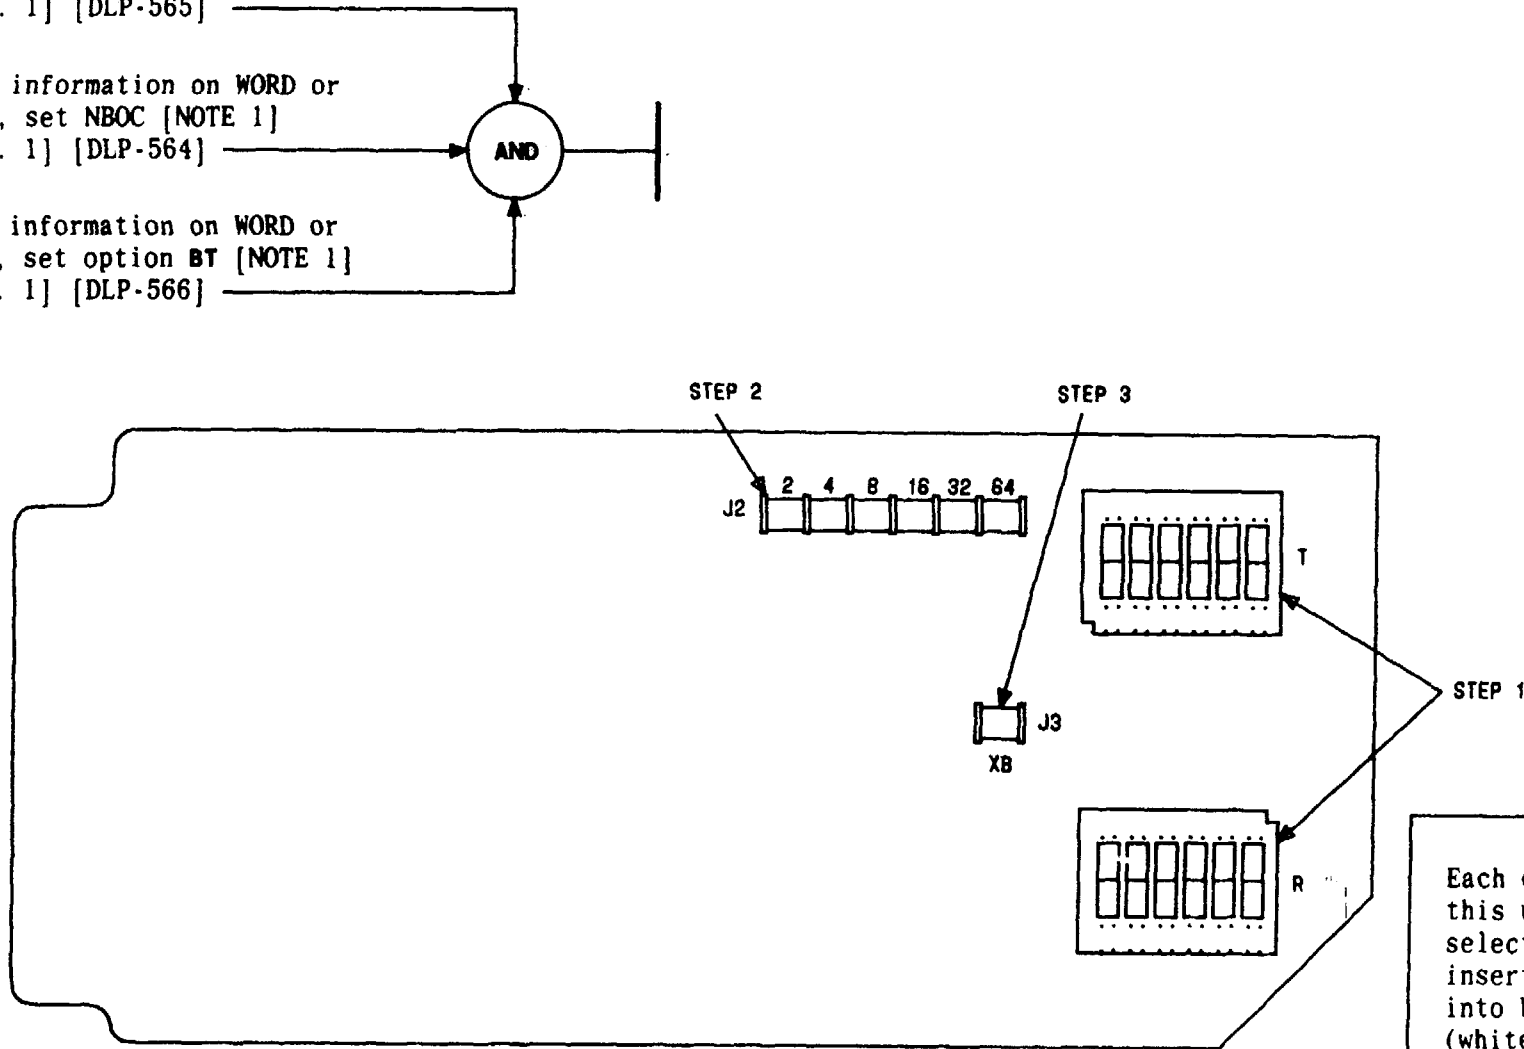 . 1] [DLP-565]
information on WORD or
, set NBOC [NOTE 1]
. 1] [DLP-564]
AND
information on WORD or
, set option BT [NOTE 1]
. 1] [DLP-566]
STEP 2
STEP 3
2 4 8 16 32 64
J2
T
STEP 1
J3
XB
R
Each
this
select
insert
into
(white